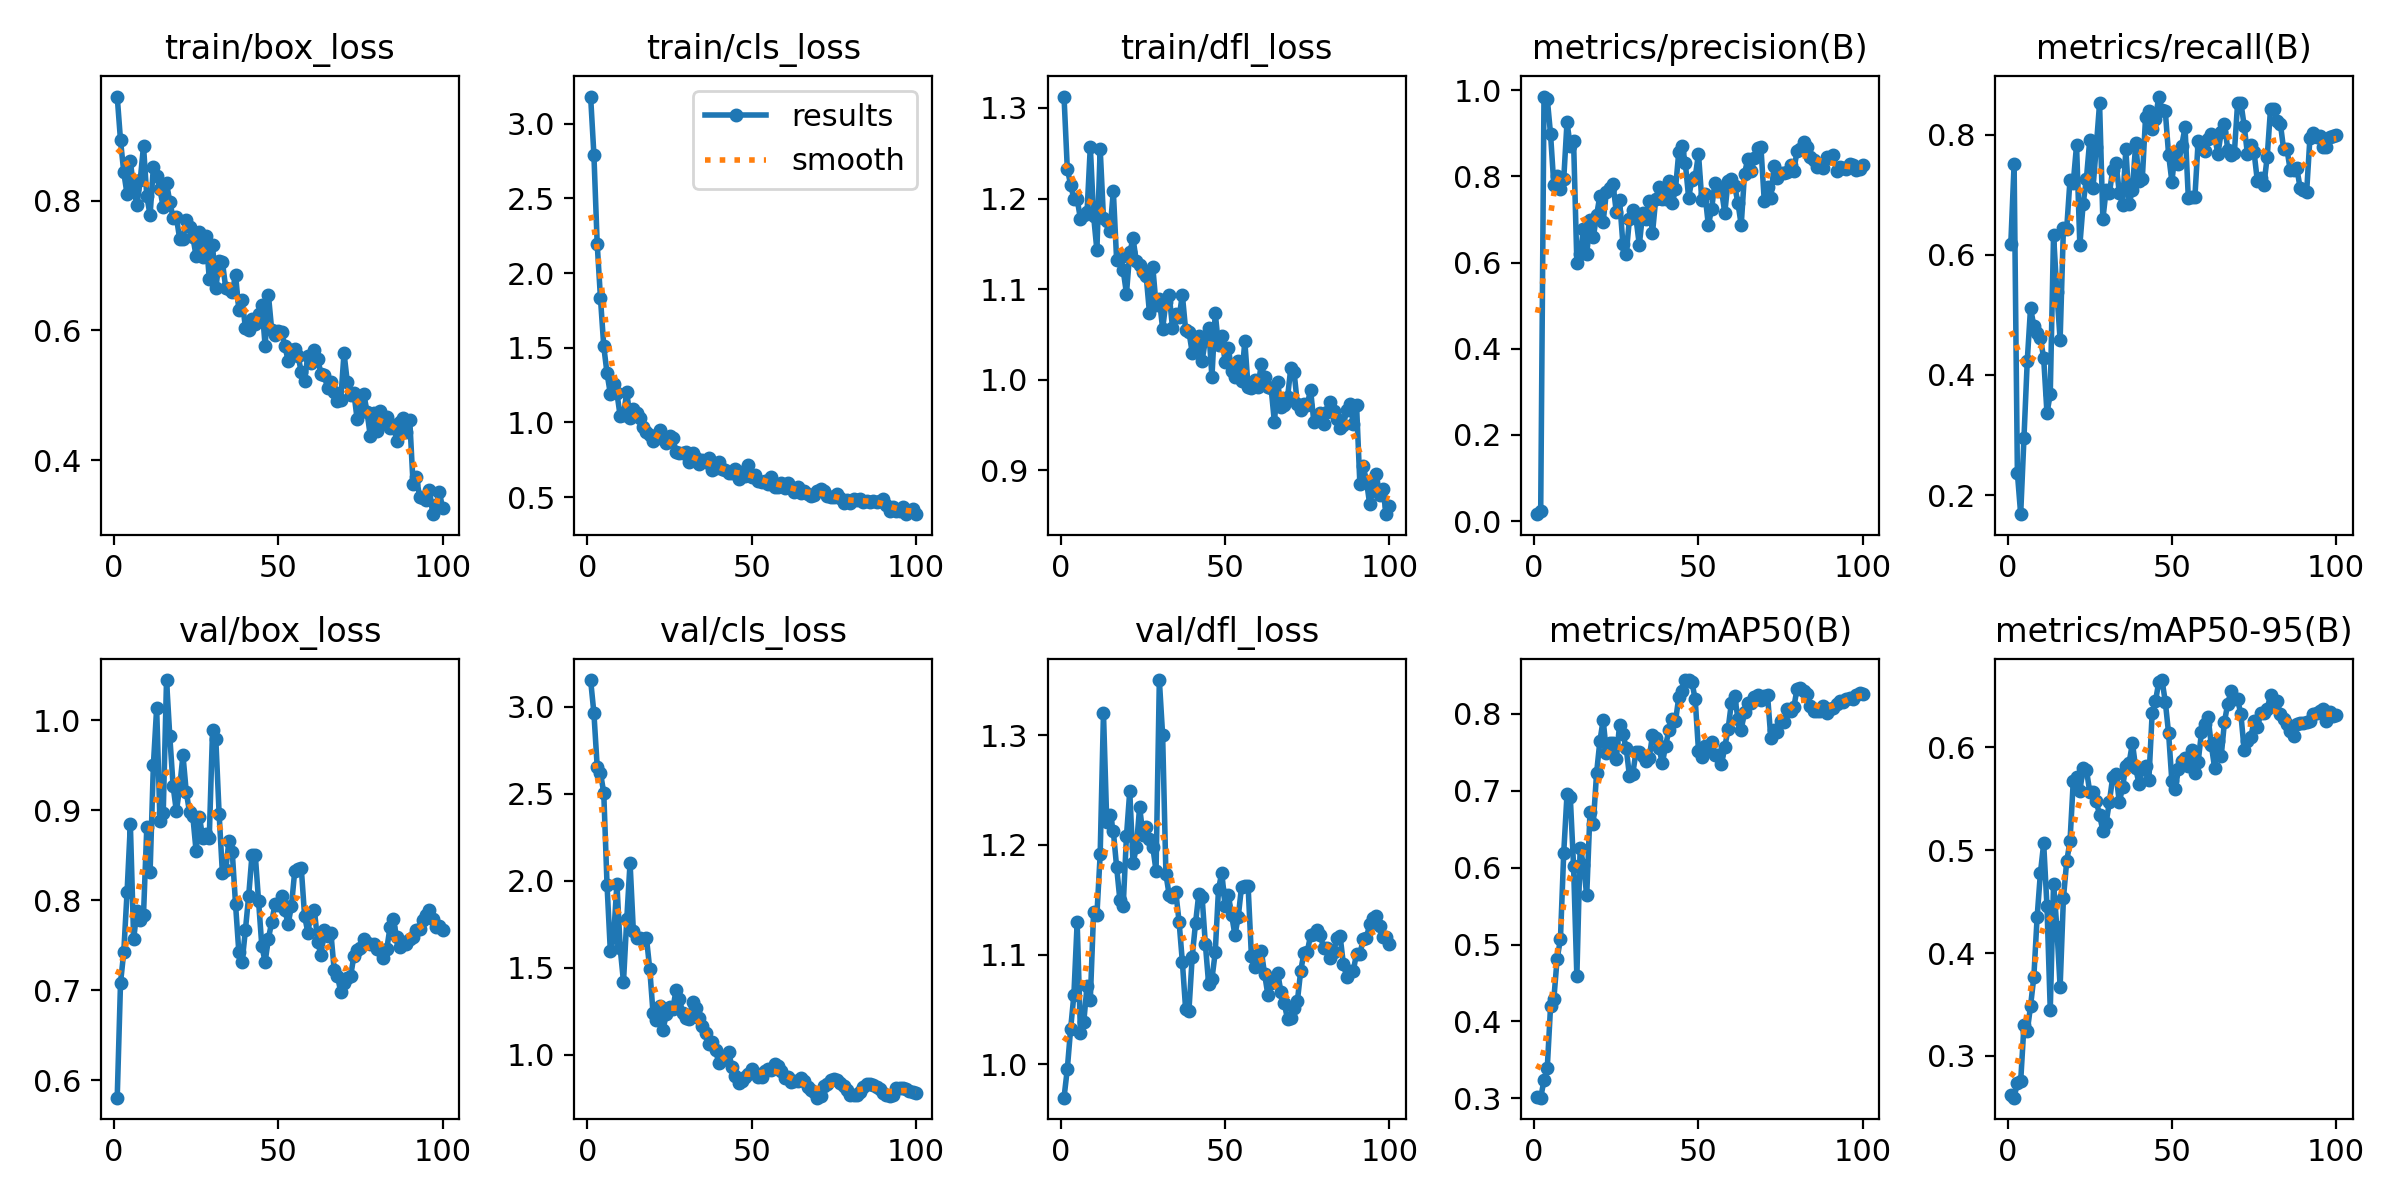 train/box_loss
0.8
0.6
0.4
0 50 100
train/cls_loss
results
smooth
3.0
2.5
2.0
1.5
1.0
0.5
0 50 100
train/dfl_loss
1.3
1.2
1.1
1.0
0.9
0 50 100
metrics/precision(B)
1.0
0.8
0.6
0.4
0.2
0.0
0 50 100
metrics/recall(B)
0.8
0.6
0.4
0.2
0 50 100
val/box_loss
1.0
0.9
0.8
0.7
0.6
0 50 100
val/cls_loss
3.0
2.5
2.0
1.5
1.0
0 50 100
val/dfl_loss
1.3
1.2
1.1
1.0
0 50 100
metrics/mAP50(B)
0.8
0.7
0.6
0.5
0.4
0.3
0 50 100
metrics/mAP50-95(B)
0.6
0.5
0.4
0.3
0 50 100